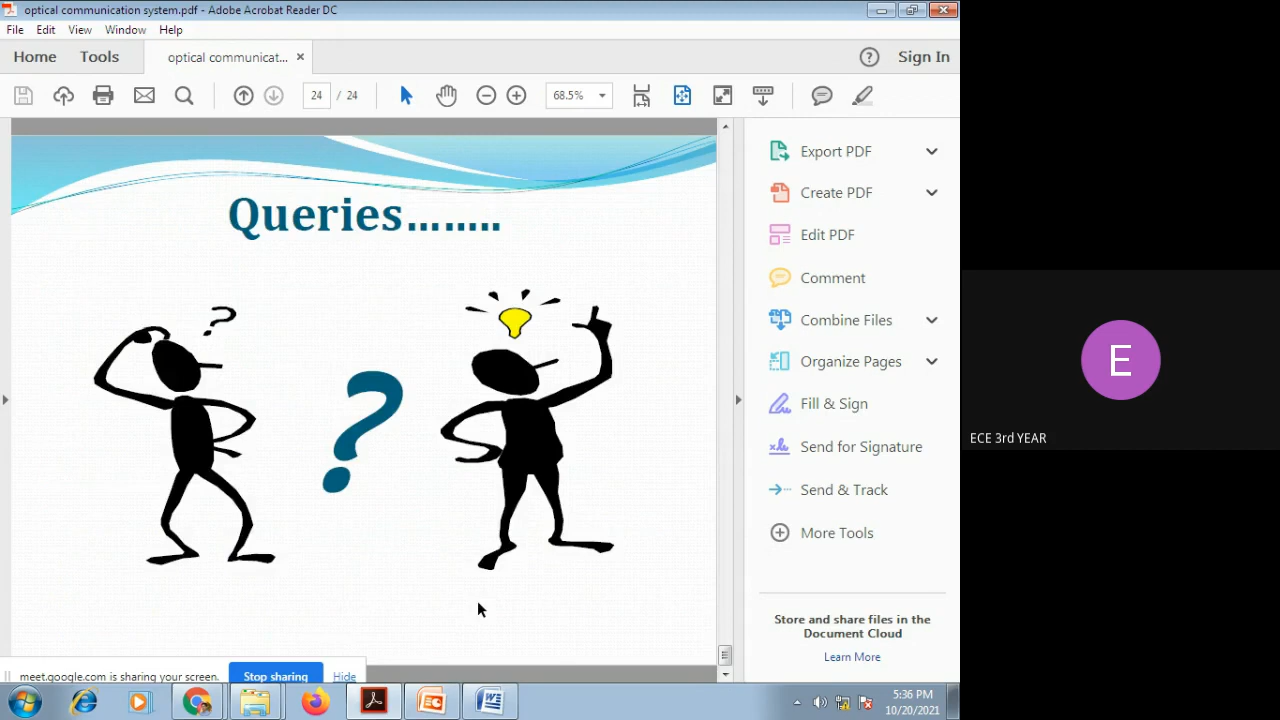 optical communication system.pdf - Adobe Acrobat Reader DC
File Edit View Window Help
Home Tools optical communicat... × Sign In
24 / 24 68.5%
Queries........
?
?
Export PDF
Create PDF
Edit PDF
Comment
Combine Files
Organize Pages
Fill & Sign
Send for Signature
Send & Track
More Tools
Store and share files in the
Document Cloud
Learn More
E
ECE 3rd YEAR
meet.google.com is sharing your screen. Stop sharing Hide
5:36 PM
10/20/2021